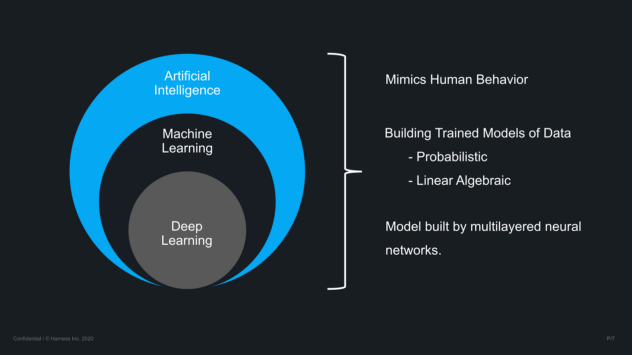 Artificial
Intelligence
Machine
Learning
Deep
Learning
Mimics Human Behavior
Building Trained Models of Data
- Probabilistic
- Linear Algebraic
Model built by multilayered neural
networks.
Confidential | © Harness Inc. 2020